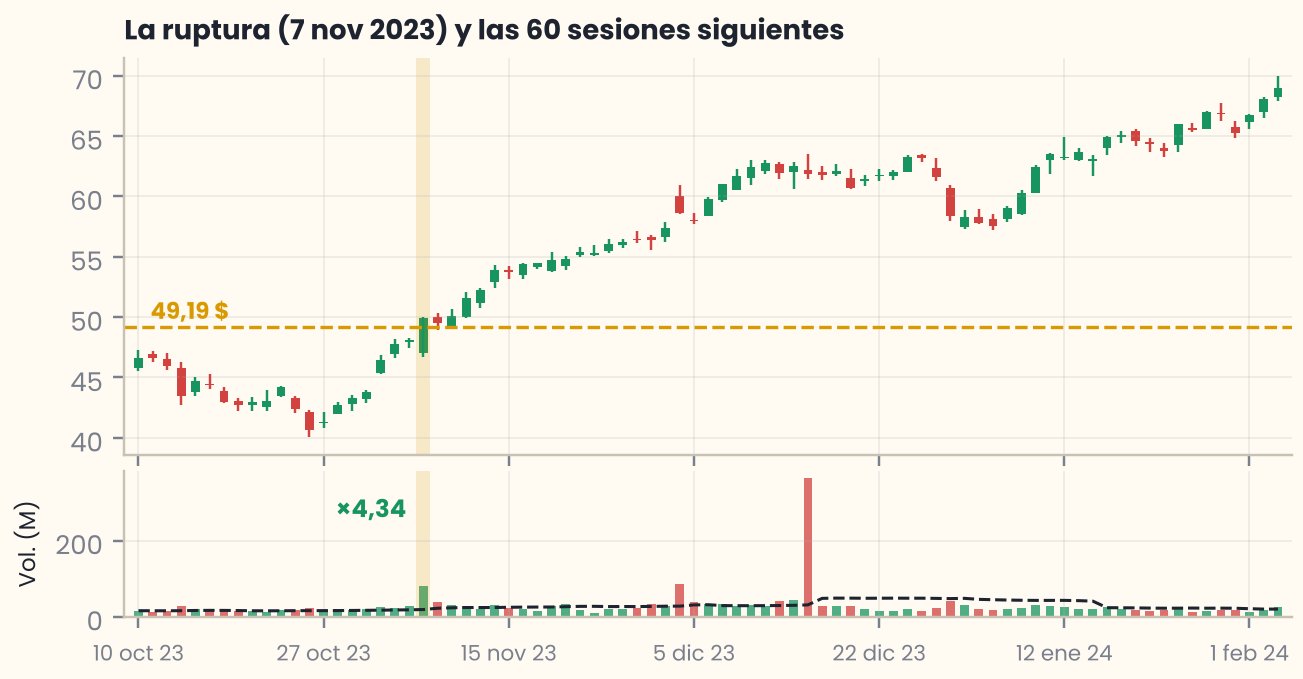 La ruptura (7 nov 2023) y las 60 sesiones siguientes
70
65
60
55
50
45
40
49,19 $
Vol. (M)
200
0
×4,34
10 oct 23
27 oct 23
15 nov 23
5 dic 23
22 dic 23
12 ene 24
1 feb 24